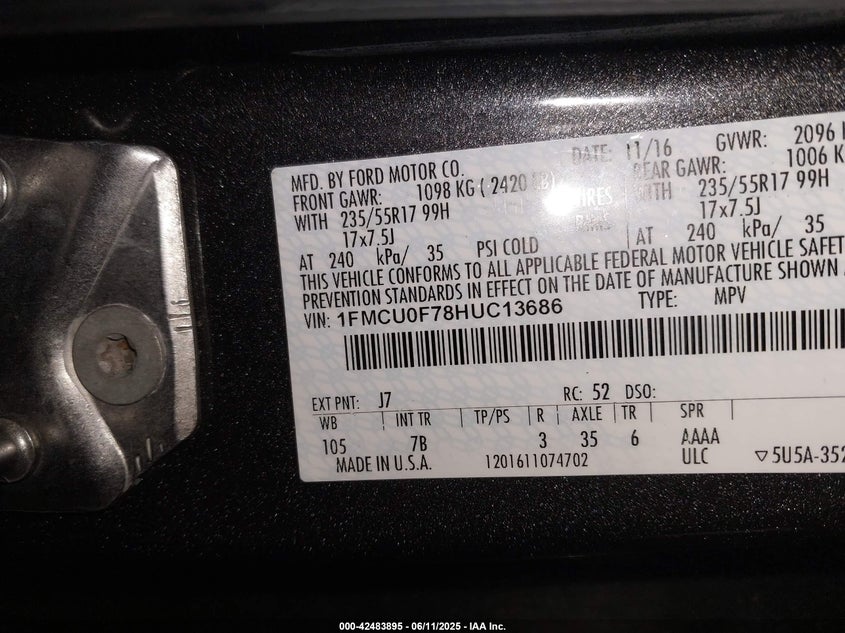 MFD. BY FORD MOTOR CO.
DATE: 11/16
GVWR: 2096
FRONT GAWR: 1098 KG ( 2420 LB)
REAR GAWR: 1006 K
WITH 235/55R17 99H
TIRES
WITH 235/55R17 99H
17x7.5J
RIMS
17x7.5J
AT 240 kPa/ 35 PSI COLD
AT 240 kPa/ 35
THIS VEHICLE CONFORMS TO ALL APPLICABLE FEDERAL MOTOR VEHICLE SAFET
PREVENTION STANDARDS IN EFFECT ON THE DATE OF MANUFACTURE SHOWN
VIN: 1FMCU0F78HUC13686
TYPE: MPV
EXT PNT: J7
RC: 52 DSO:
WB INT TR TP/PS R AXLE TR SPR
105 7B 3 35 6 AAAA
MADE IN U.S.A. 1201611074702 ULC ▽5U5A-352
000-42483895 - 06/11/2025 - IAA Inc.